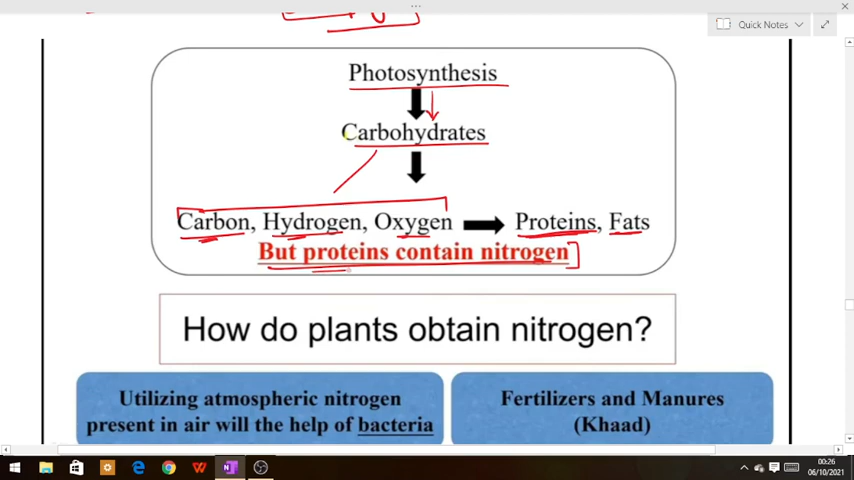 Quick Notes
Photosynthesis
Carbohydrates
Carbon, Hydrogen, Oxygen Proteins, Fats
But proteins contain nitrogen
How do plants obtain nitrogen?
Utilizing atmospheric nitrogen
present in air will the help of bacteria
Fertilizers and Manures
(Khaad)
00:26
06/10/2021